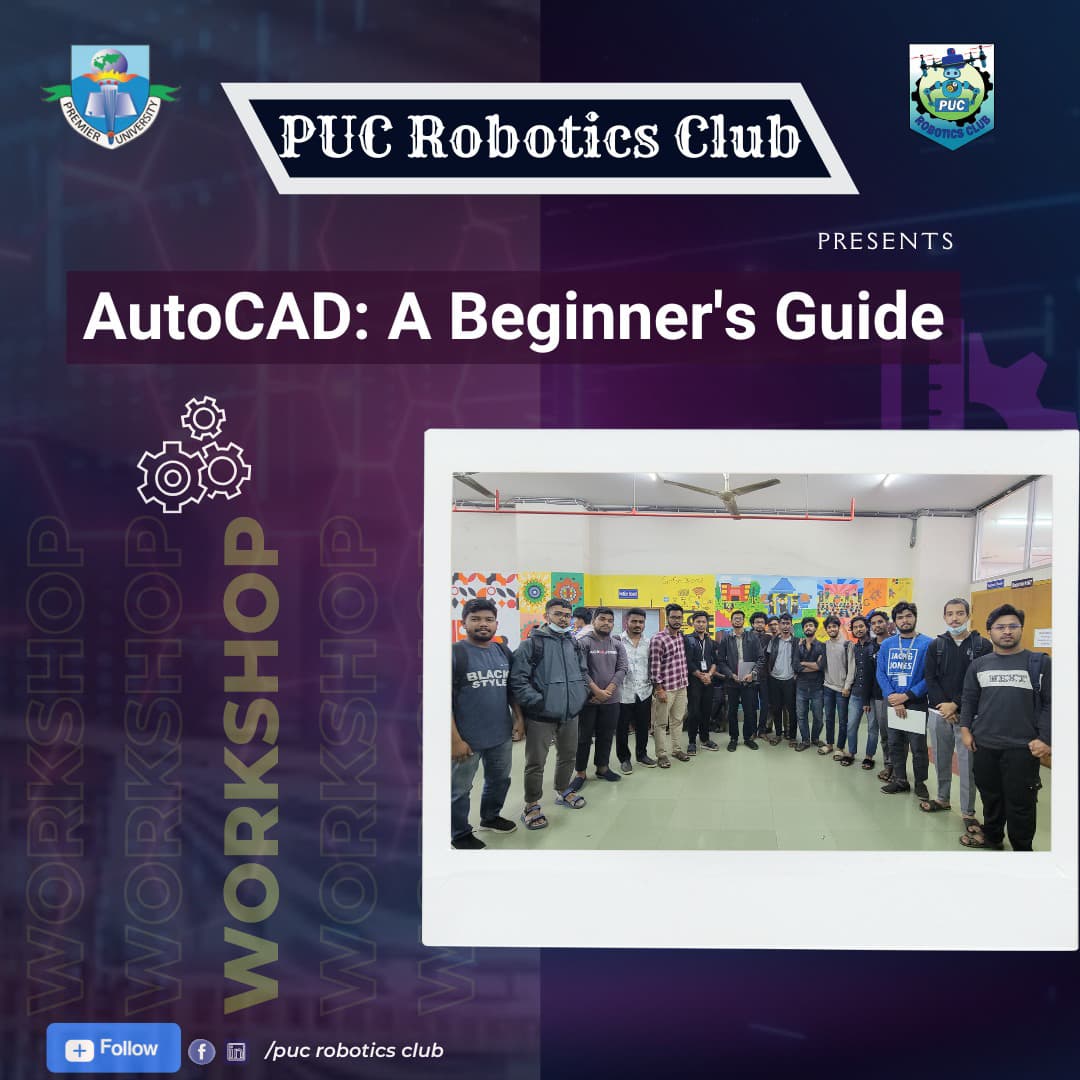 PREMIER UNIVERSITY
PUC
ROBOTICS CLUB
PUC Robotics Club
PRESENTS
AutoCAD: A Beginner's Guide
WORKSHOP
WORKSHOP
WORKSHOP
WORKSHOP
BLACK
STYLE
JACK &
JONES
NEXT
Follow
/puc robotics club